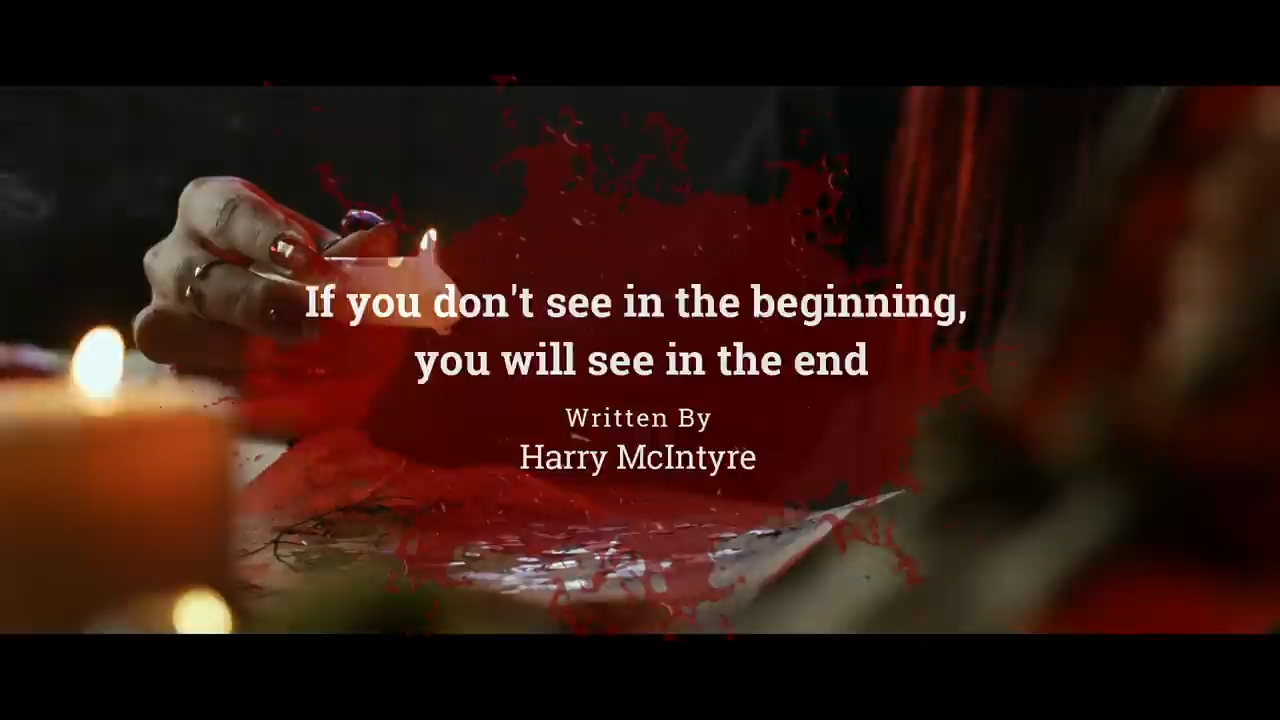 If you don't see in the beginning,
you will see in the end
Written By
Harry McIntyre